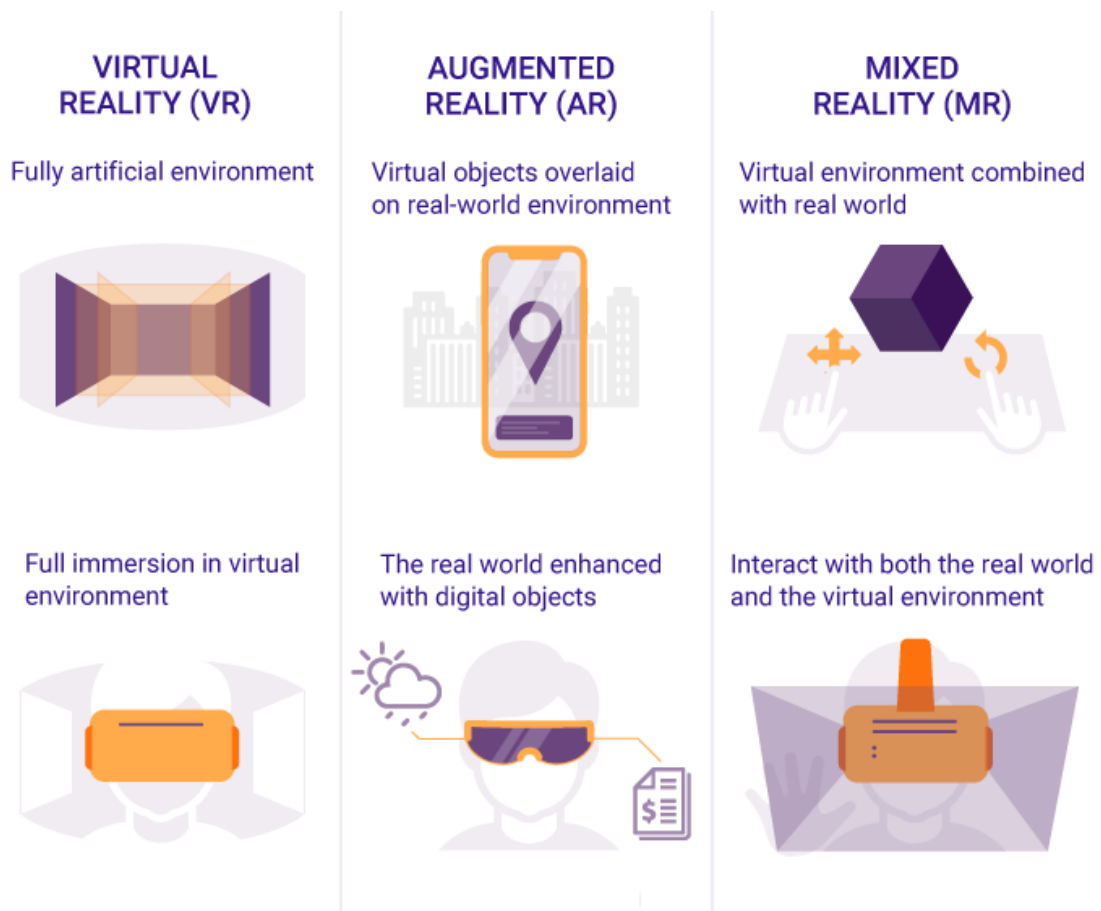 VIRTUAL
REALITY (VR)
Fully artificial environment
Full immersion in virtual
environment
AUGMENTED
REALITY (AR)
Virtual objects overlaid
on real-world environment
The real world enhanced
with digital objects
$
MIXED
REALITY (MR)
Virtual environment combined
with real world
Interact with both the real world
and the virtual environment